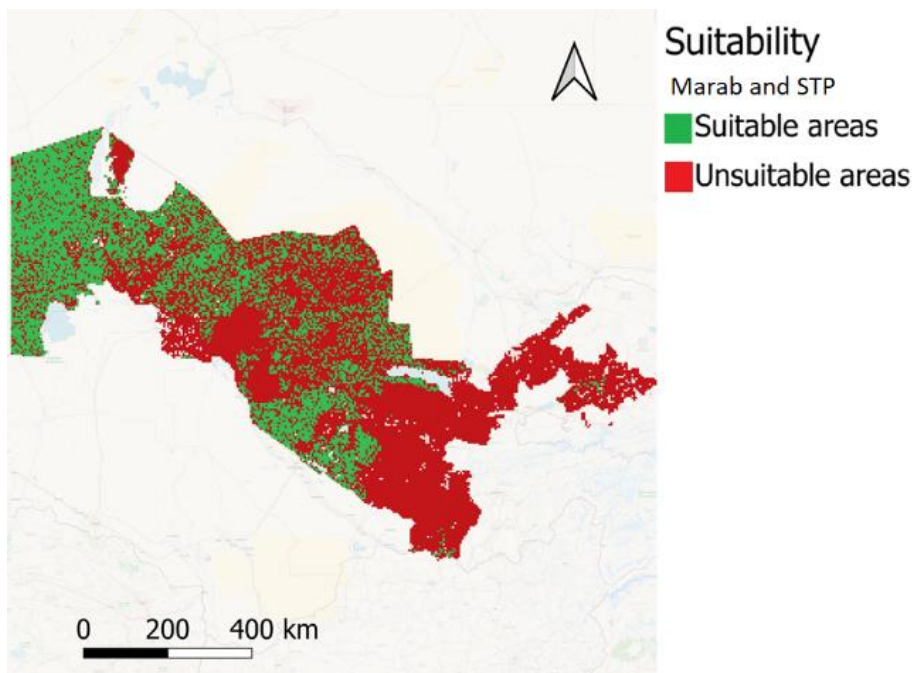 Suitability
Marab and STP
Suitable areas
Unsuitable areas
0 200 400 km